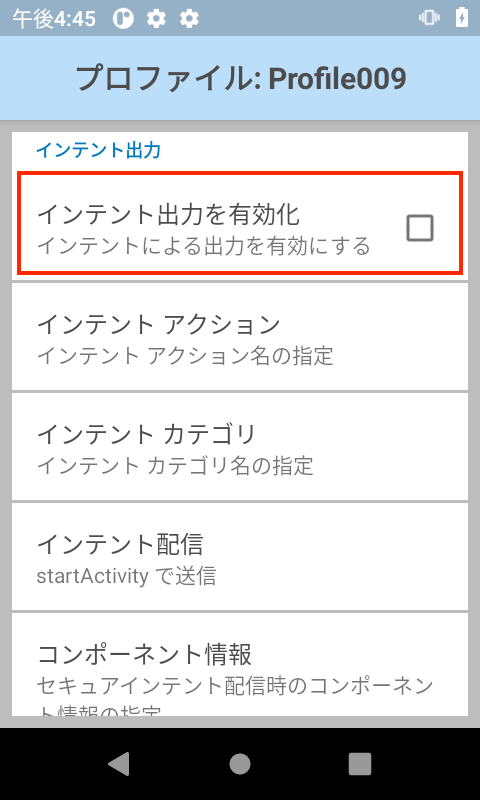 午後4:45
プロファイル: Profile009
インテント出力
インテント出力を有効化
インテントによる出力を有効にする
インテント アクション
インテント アクション名の指定
インテント カテゴリ
インテント カテゴリ名の指定
インテント配信
startActivity で送信
コンポーネント情報
セキュアインテント配信時のコンポーネン
ト情報の指定